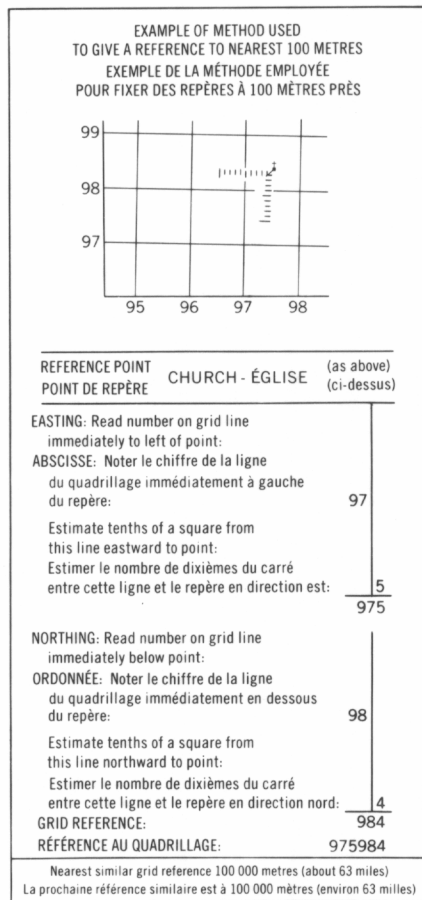 EXAMPLE OF METHOD USED
TO GIVE A REFERENCE TO NEAREST 100 METRES
EXEMPLE DE LA MÉTHODE EMPLOYÉE
POUR FIXER DES REPÈRES À 100 MÈTRES PRÈS
99
98
97
95 96 97 98
REFERENCE POINT
POINT DE REPÈRE
CHURCH - ÉGLISE
(as above)
(ci-dessus)
EASTING: Read number on grid line
immediately to left of point:
ABSCISSE: Noter le chiffre de la ligne
du quadrillage immédiatement à gauche
du repère: 97
Estimate tenths of a square from
this line eastward to point:
Estimer le nombre de dixièmes du carré
entre cette ligne et le repère en direction est: 5
975
NORTHING: Read number on grid line
immediately below point:
ORDONNÉE: Noter le chiffre de la ligne
du quadrillage immédiatement en dessous
du repère: 98
Estimate tenths of a square from
this line northward to point:
Estimer le nombre de dixièmes du carré
entre cette ligne et le repère en direction nord: 4
GRID REFERENCE: 984
RÉFÉRENCE AU QUADRILLAGE: 975984
Nearest similar grid reference 100 000 metres (about 63 miles)
La prochaine référence similaire est à 100 000 mètres (environ 63 milles)